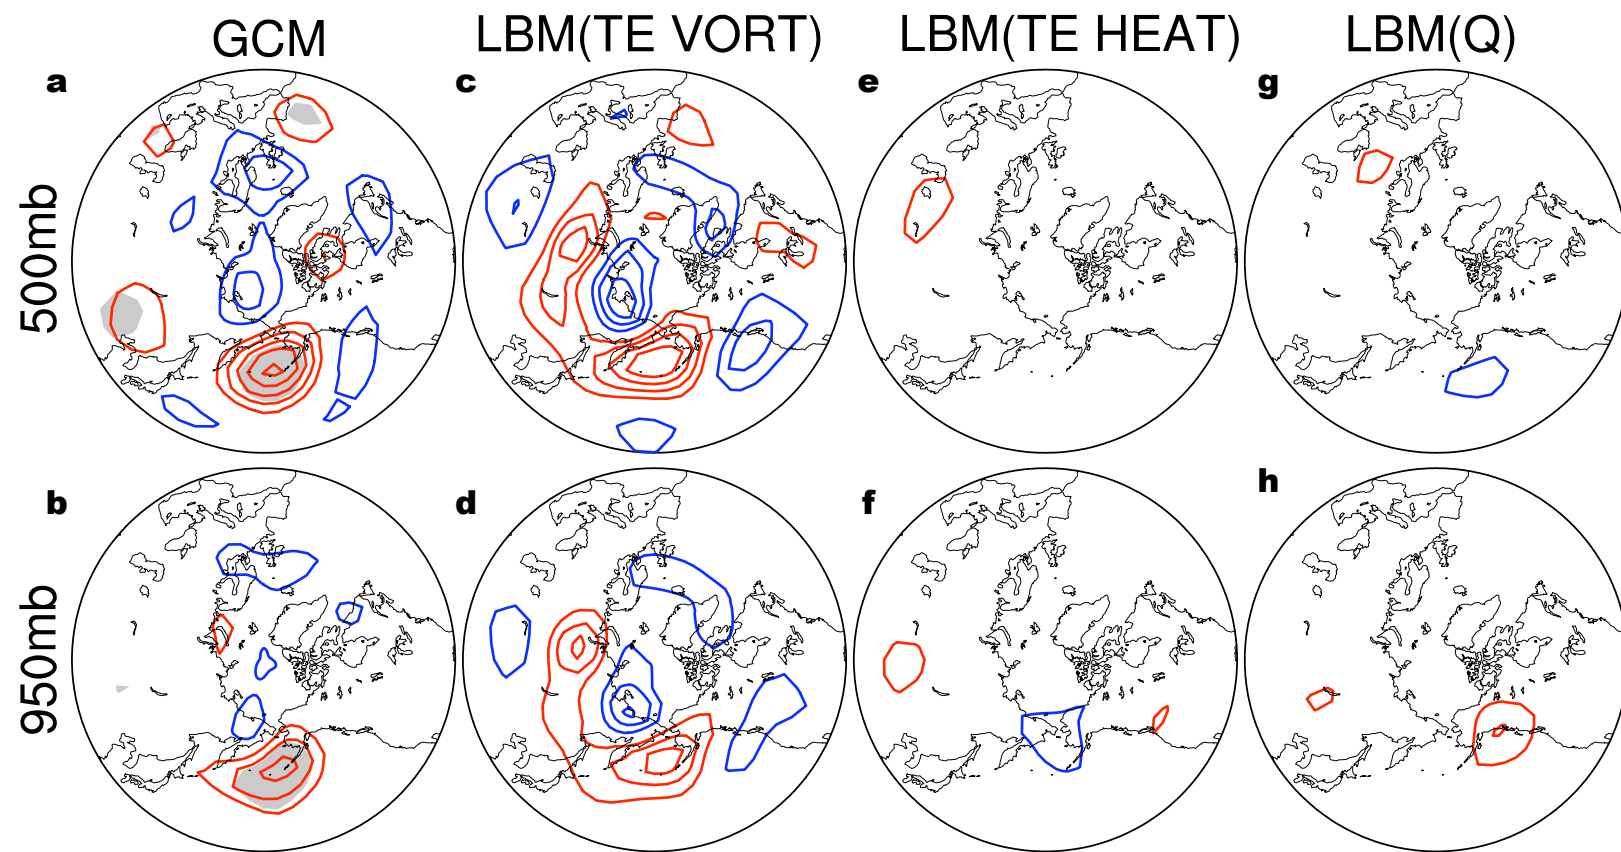 GCM
LBM(TE VORT)
LBM(TE HEAT)
LBM(Q)
a
c
e
g
500mb
b
d
f
h
950mb